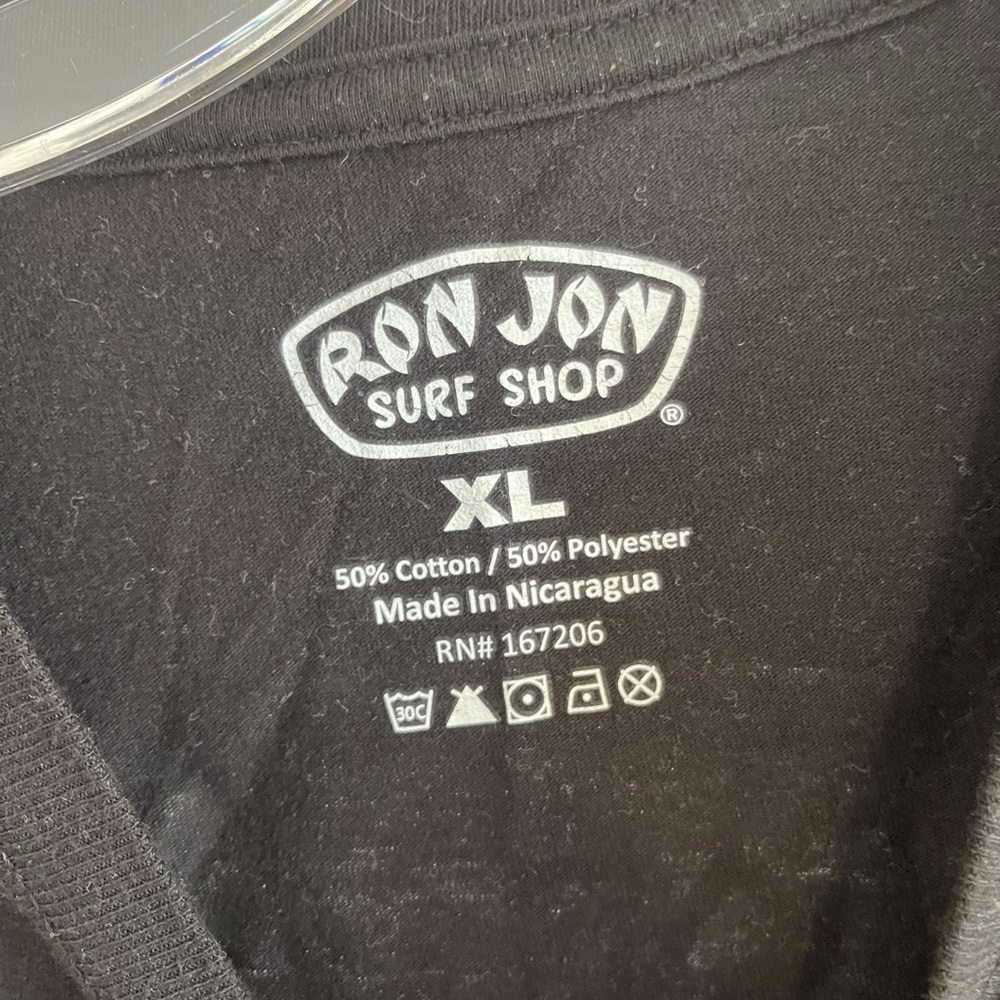 RON JON
SURF SHOP
®
XL
50% Cotton / 50% Polyester
Made In Nicaragua
RN# 167206
30C